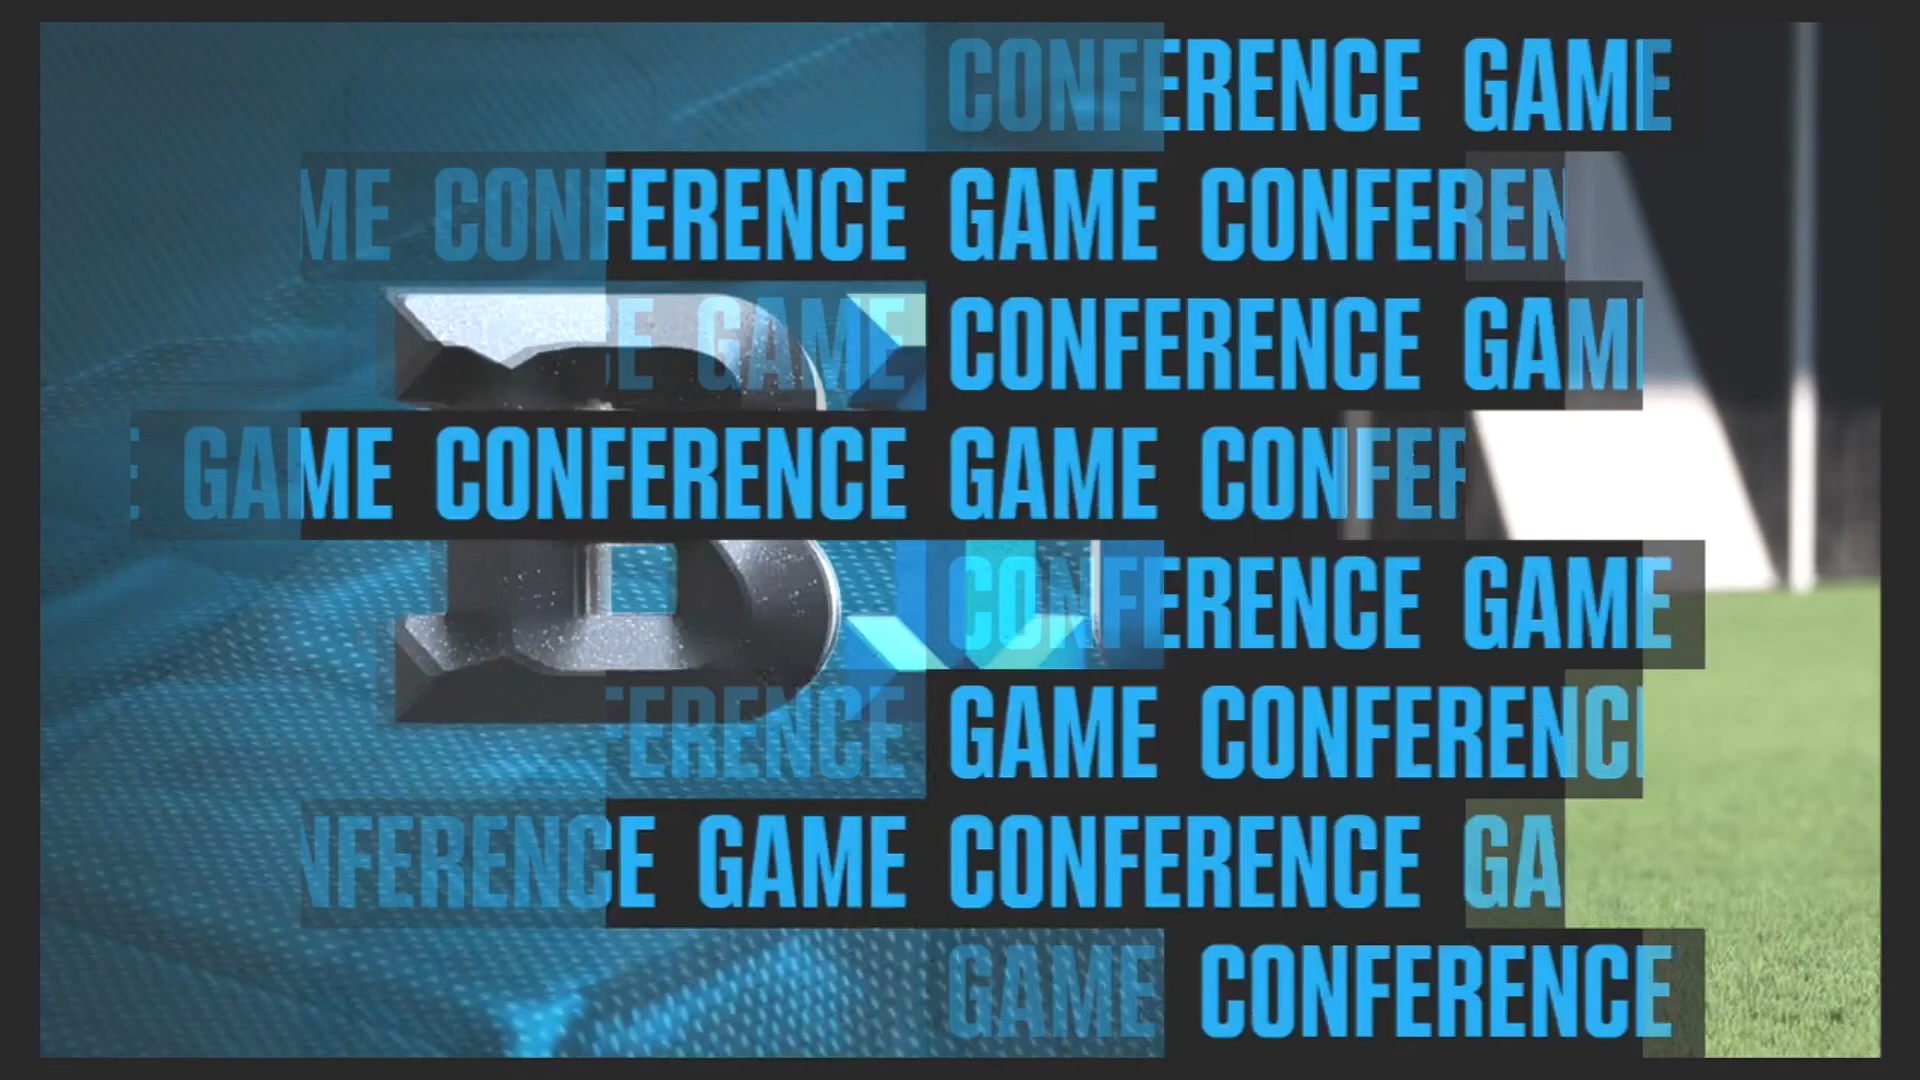 CONFERENCE GAME
ME CONFERENCE GAME CONFEREN
E GAME CONFERENCE GAM
GAME CONFERENCE GAME CONFER
B
CONFERENCE GAME
FERENCE GAME CONFERENC
NFERENCE GAME CONFERENCE GA
GAME CONFERENCE